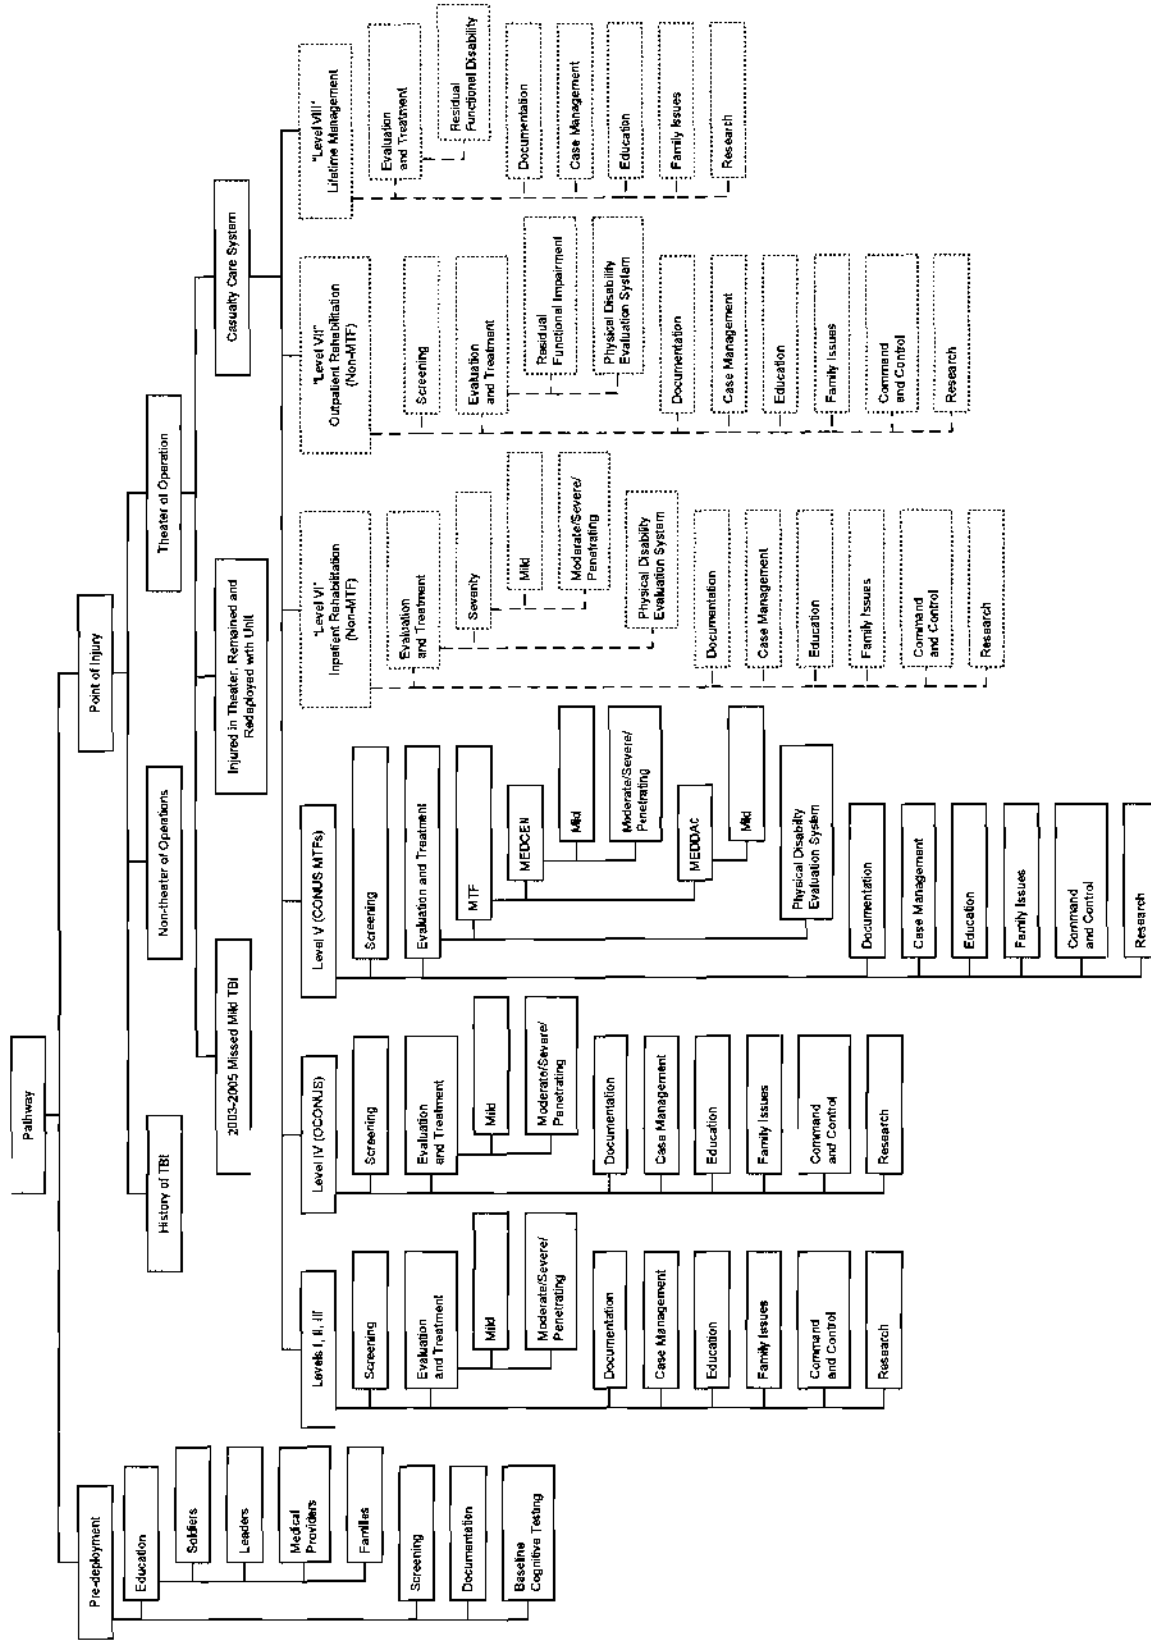 Pathway
Pre-deployment
Education
Soldiers
Leaders
Medical
Providers
Families
Screening
Documentation
Baseline
Cognitive Testing
Point of Injury
History of TBI
Non-theater of Operations
Theater of Operation
2003-2005 Missed Mild TBI
Injured in Theater, Remained and
Redeployed with Unit
Casualty Care System
Levels I, II, III
Screening
Evaluation
and Treatment
Mild
Moderate/Severe/
Penetrating
Documentation
Case Management
Education
Family Issues
Command
and Control
Research
Level IV (OCONUS)
Screening
Evaluation
and Treatment
Mild
Moderate/Severe/
Penetrating
Documentation
Case Management
Education
Family Issues
Command
and Control
Research
Level V (CONUS MTFs)
Screening
Evaluation and Treatment
MTF
MEDCEN
Mild
Moderate/Severe/
Penetrating
MEDDAC
Mild
Physical Disability
Evaluation System
Documentation
Case Management
Education
Family Issues
Command
and Control
Research
"Level VI"
Inpatient Rehabilitation
(Non-MTF)
Evaluation
and Treatment
Severity
Mild
Moderate/Severe/
Penetrating
Physical Disability
Evaluation System
Documentation
Case Management
Education
Family Issues
Command
and Control
Research
"Level VII"
Outpatient Rehabilitation
(Non-MTF)
Screening
Evaluation
and Treatment
Residual
Functional Impairment
Physical Disability
Evaluation System
Documentation
Case Management
Education
Family Issues
Command
and Control
Research
"Level VIII"
Lifetime Management
Evaluation
and Treatment
Residual
Functional Disability
Documentation
Case Management
Education
Family Issues
Research